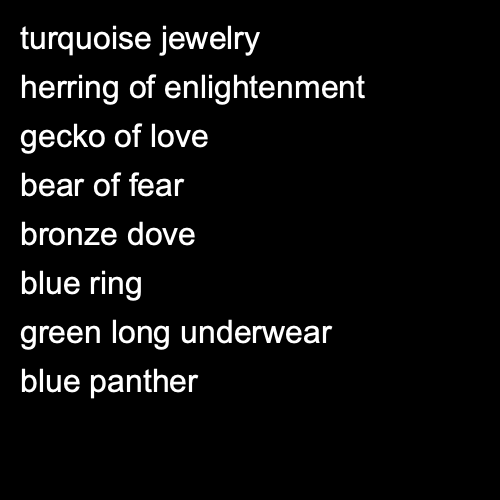 turquoise jewelry
herring of enlightenment
gecko of love
bear of fear
bronze dove
blue ring
green long underwear
blue panther